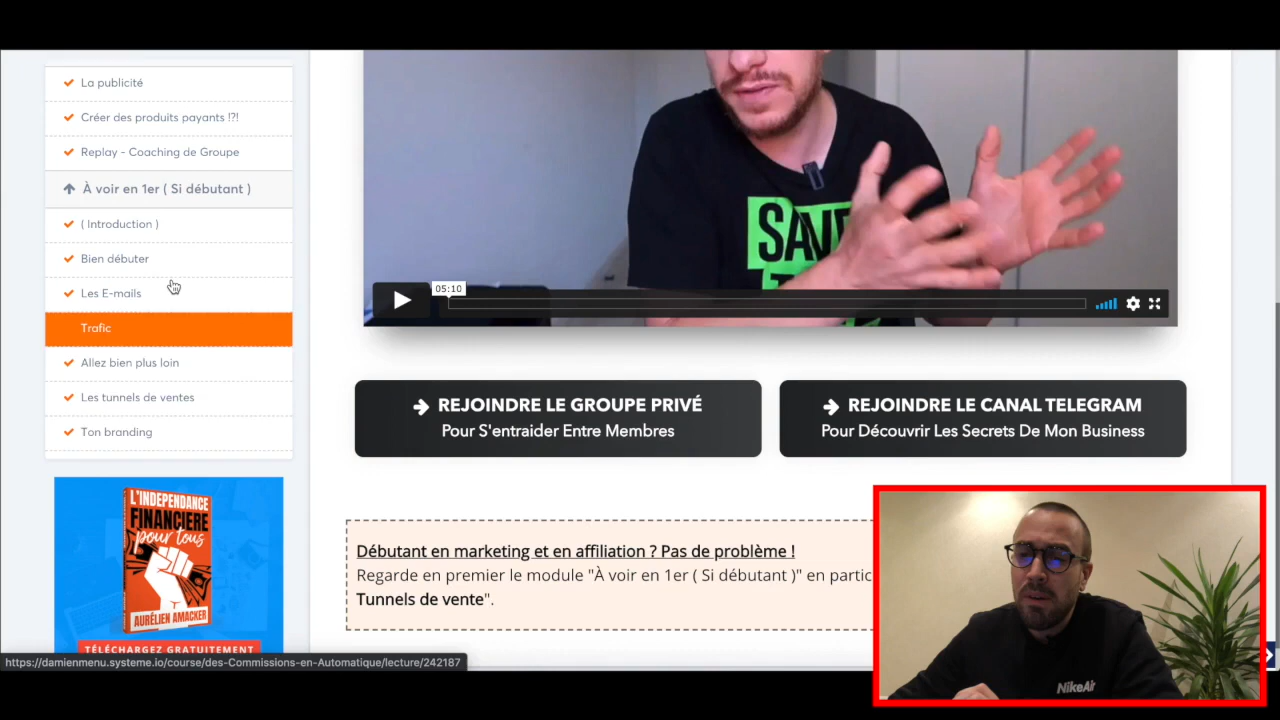 La publicité
Créer des produits payants !?!
Replay - Coaching de Groupe
À voir en 1er ( Si débutant )
( Introduction )
Bien débuter
Les E-mails
Trafic
Allez bien plus loin
Les tunnels de ventes
Ton branding
L'INDEPENDANCE
FINANCIERE
pour tous
AURÉLIEN AMACKER
TÉLÉCHARGEZ GRATUITEMENT
https://damienmenu.systeme.io/course/des-Commissions-en-Automatique/lecture/242187
SAVE
05:10
REJOINDRE LE GROUPE PRIVÉ
Pour S'entraider Entre Membres
REJOINDRE LE CANAL TELEGRAM
Pour Découvrir Les Secrets De Mon Business
Débutant en marketing et en affiliation ? Pas de problème !
Regarde en premier le module "À voir en 1er ( Si débutant )" en partic
Tunnels de vente".
NikeAir